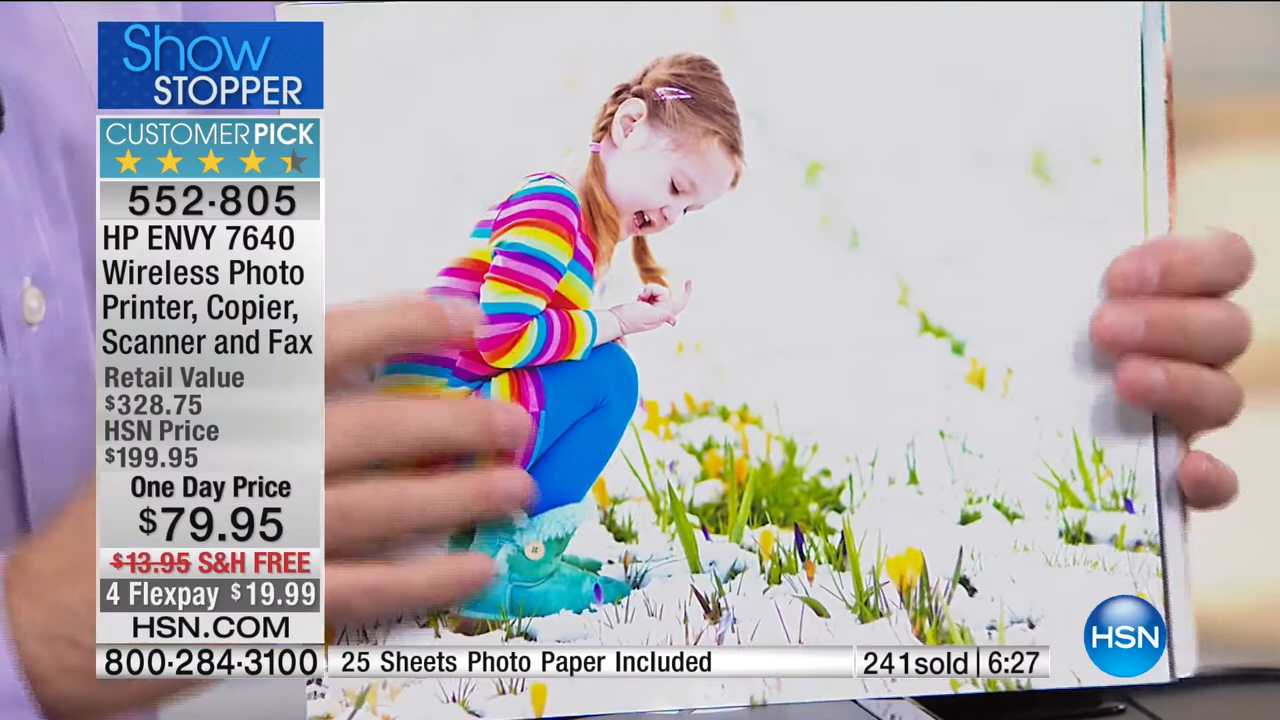 Show
STOPPER
CUSTOMER PICK
552·805
HP ENVY 7640
Wireless Photo
Printer, Copier,
Scanner and Fax
Retail Value
$328.75
HSN Price
$199.95
One Day Price
$79.95
$13.95 S&H FREE
4 Flexpay $19.99
HSN.COM
800·284·3100
25 Sheets Photo Paper Included
241 sold | 6:27
HSN